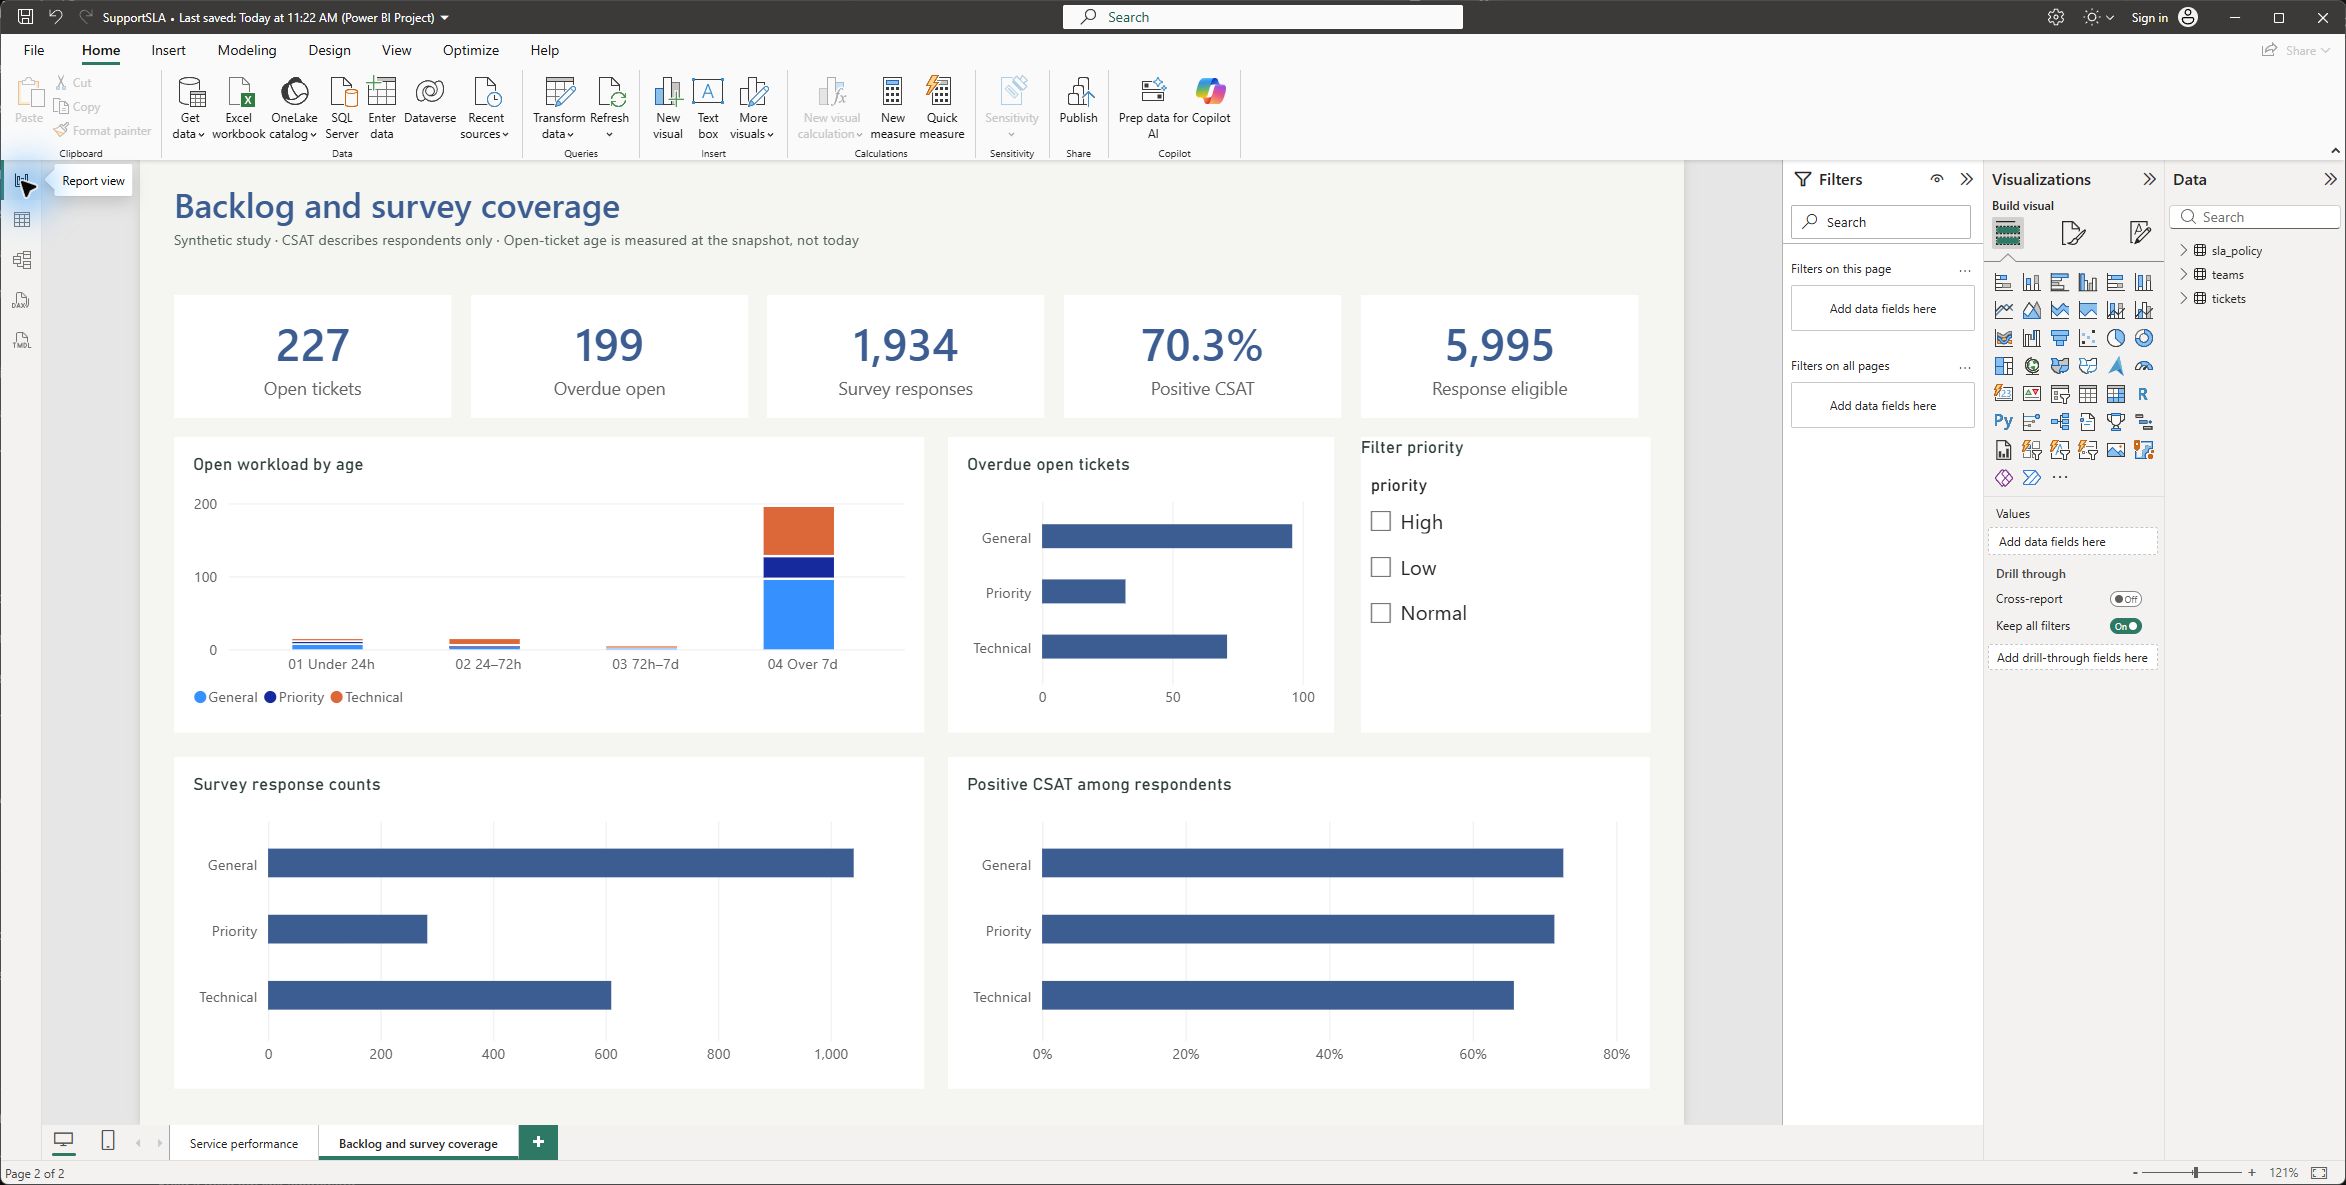 SupportSLA • Last saved: Today at 11:22 AM (Power BI Project)
Search
Sign in
File Home Insert Modeling Design View Optimize Help
Share
Paste
Cut
Copy
Format painter
Clipboard
Get data
Excel workbook
OneLake catalog
SQL Server
Enter data
Dataverse
Recent sources
Data
Transform data
Refresh
Queries
New visual
Text box
More visuals
Insert
New visual calculation
New measure
Quick measure
Calculations
Sensitivity
Sensitivity
Publish
Share
Prep data for AI
Copilot
Copilot
Report view
DAX
TMDL
Backlog and survey coverage
Synthetic study · CSAT describes respondents only · Open-ticket age is measured at the snapshot, not today
227
Open tickets
199
Overdue open
1,934
Survey responses
70.3%
Positive CSAT
5,995
Response eligible
Open workload by age
200
100
0
01 Under 24h 02 24–72h 03 72h–7d 04 Over 7d
General Priority Technical
Overdue open tickets
General
Priority
Technical
0 50 100
Filter priority
priority
High
Low
Normal
Survey response counts
General
Priority
Technical
0 200 400 600 800 1,000
Positive CSAT among respondents
General
Priority
Technical
0% 20% 40% 60% 80%
Filters
Search
Filters on this page
Add data fields here
Filters on all pages
Add data fields here
Visualizations
Build visual
123
R
Py
Values
Add data fields here
Drill through
Cross-report
Off
Keep all filters
On
Add drill-through fields here
Data
Search
sla_policy
teams
tickets
Service performance
Backlog and survey coverage
+
Page 2 of 2
- + 121%